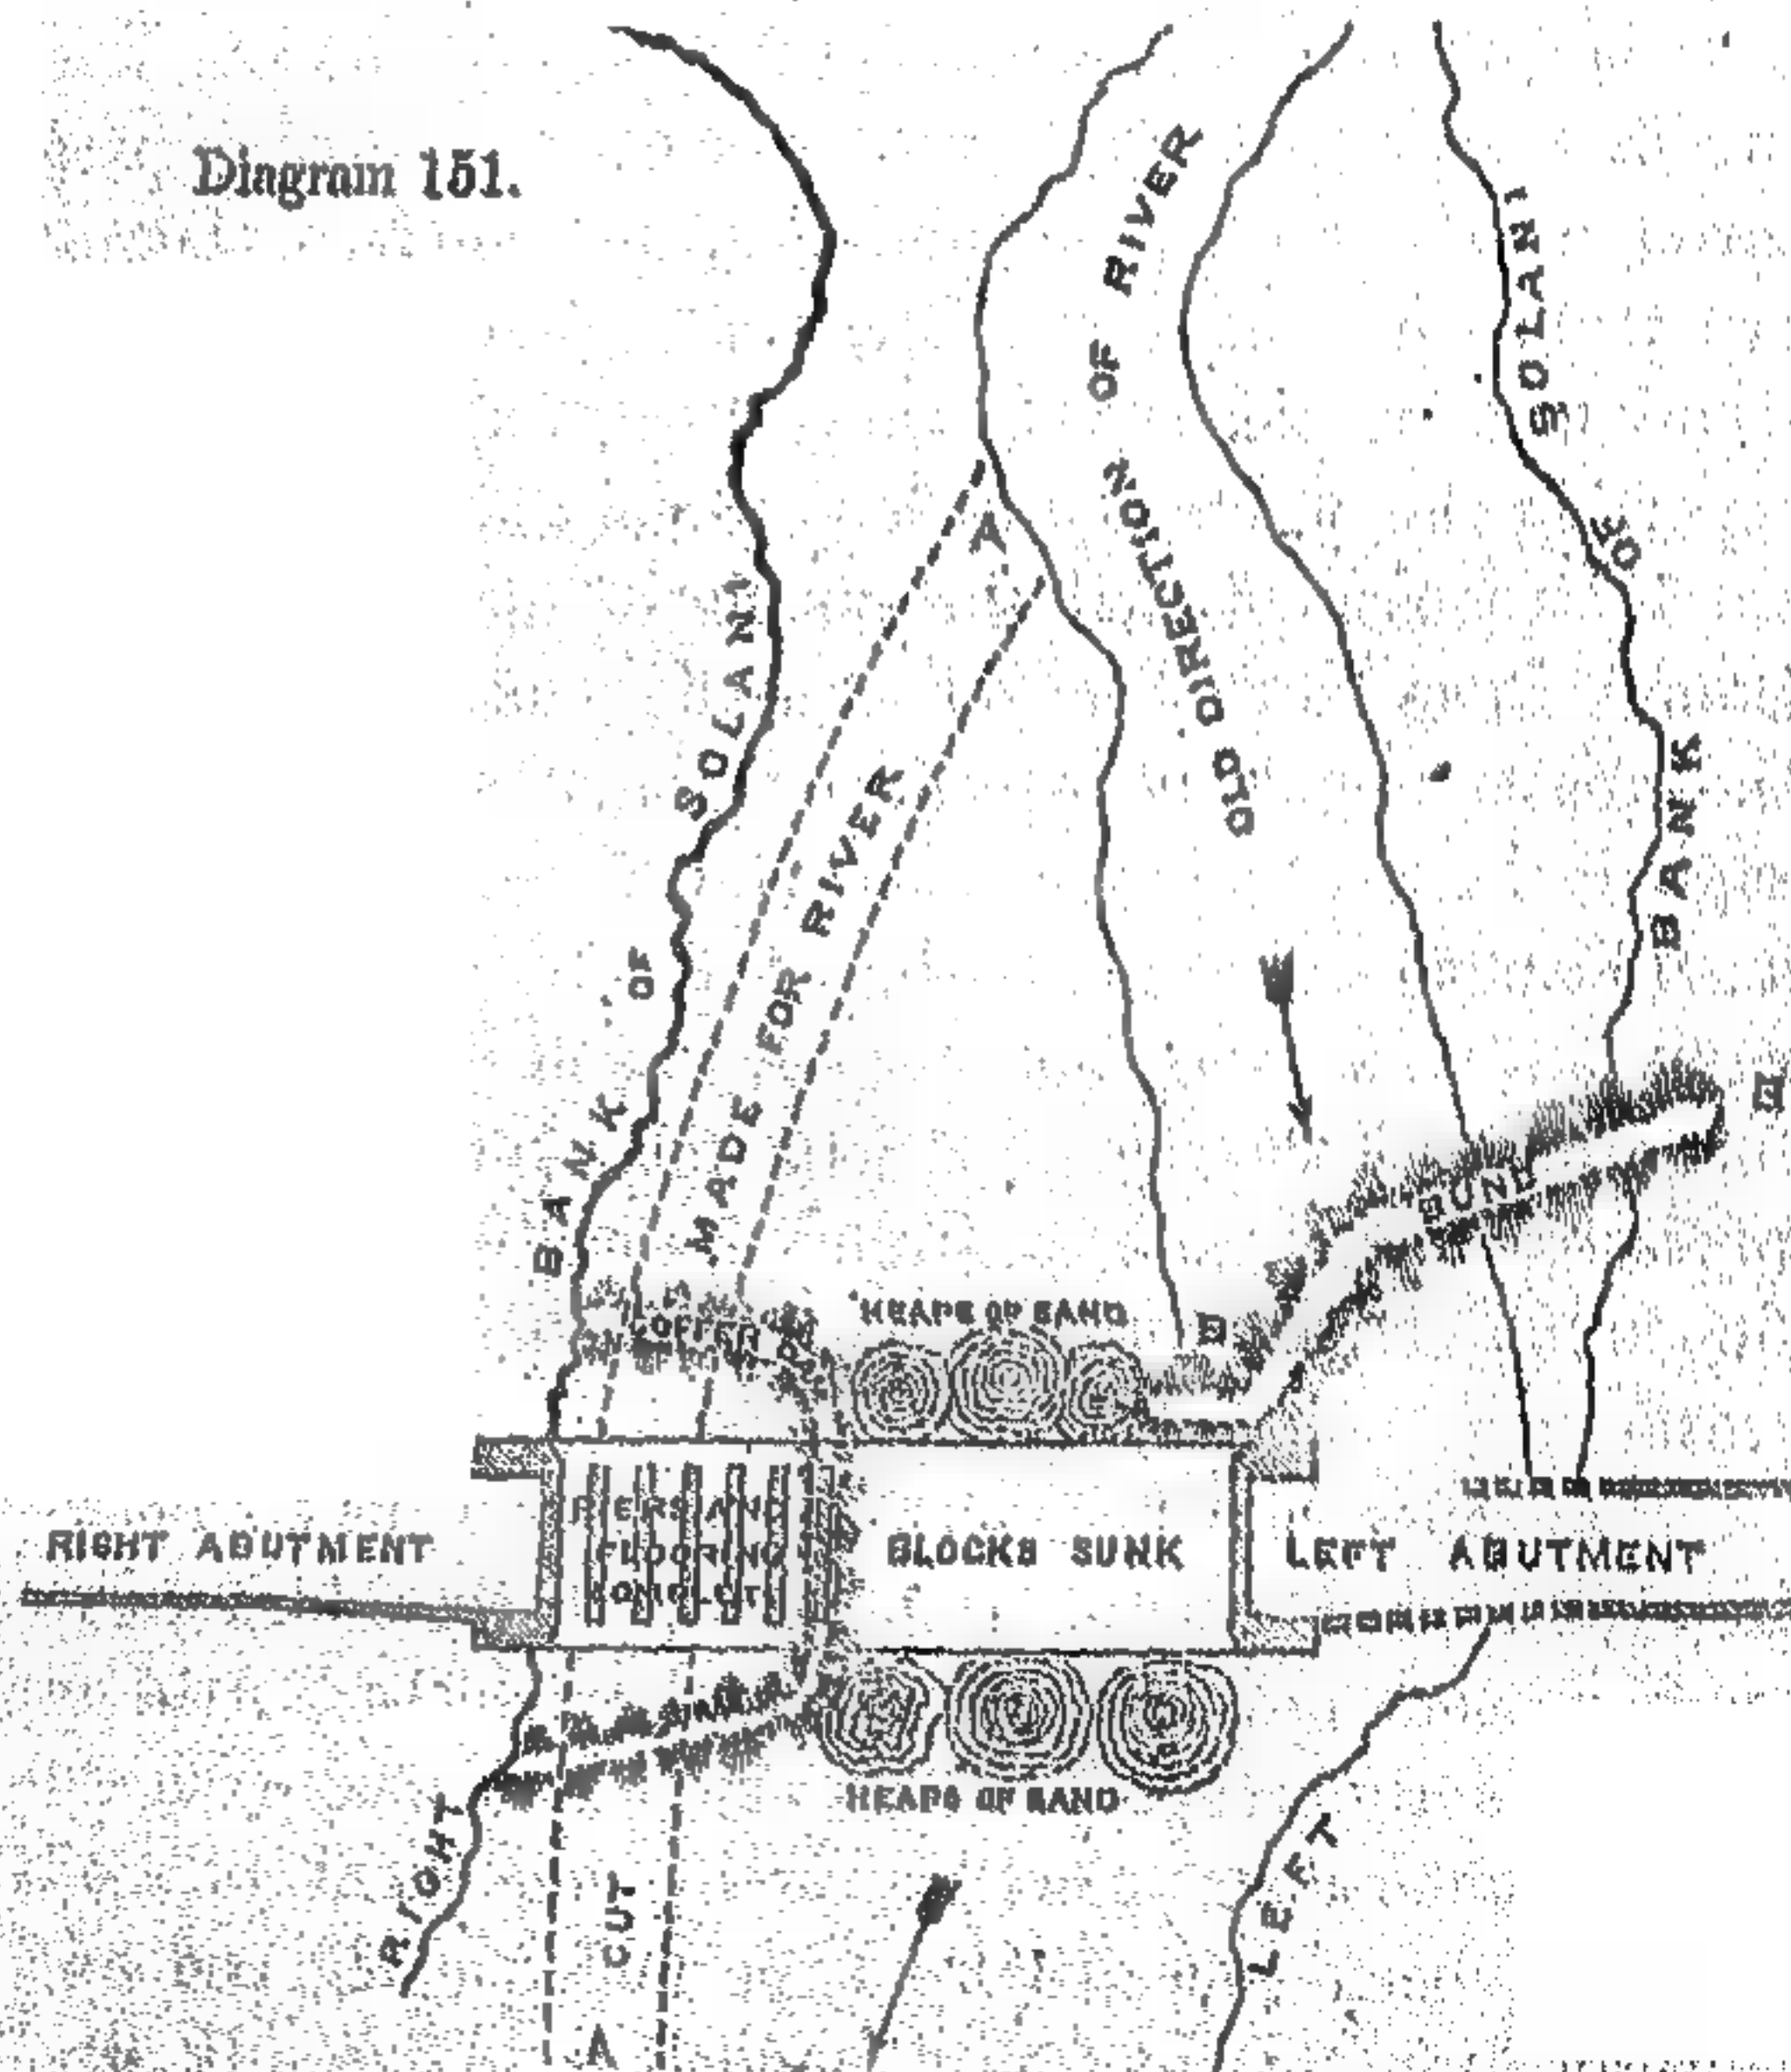 Diagram 151.
RIGHT BANK OF SOLANI
CUT MADE FOR RIVER
OLD DIRECTION OF RIVER
LEFT BANK OF SOLANI
A
B
B
BUND
COFFER
HEAPS OF SAND
PIERS AND
FLOORING
COMPLETE
BLOCKS SUNK
RIGHT ABUTMENT
LEFT ABUTMENT
HEAPS OF SAND
A